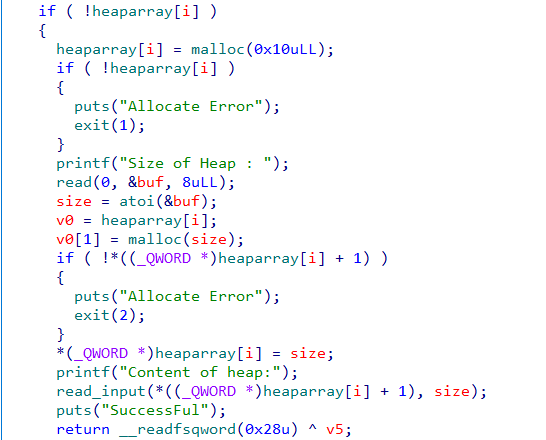 if ( !heaparray[i] )
{
heaparray[i] = malloc(0x10uLL);
if ( !heaparray[i] )
{
puts("Allocate Error");
exit(1);
}
printf("Size of Heap : ");
read(0, &buf, 8uLL);
size = atoi(&buf);
v0 = heaparray[i];
v0[1] = malloc(size);
if ( !*((_QWORD *)heaparray[i] + 1) )
{
puts("Allocate Error");
exit(2);
}
*(_QWORD *)heaparray[i] = size;
printf("Content of heap:");
read_input(*((_QWORD *)heaparray[i] + 1), size);
puts("SuccessFul");
return __readfsqword(0x28u) ^ v5;